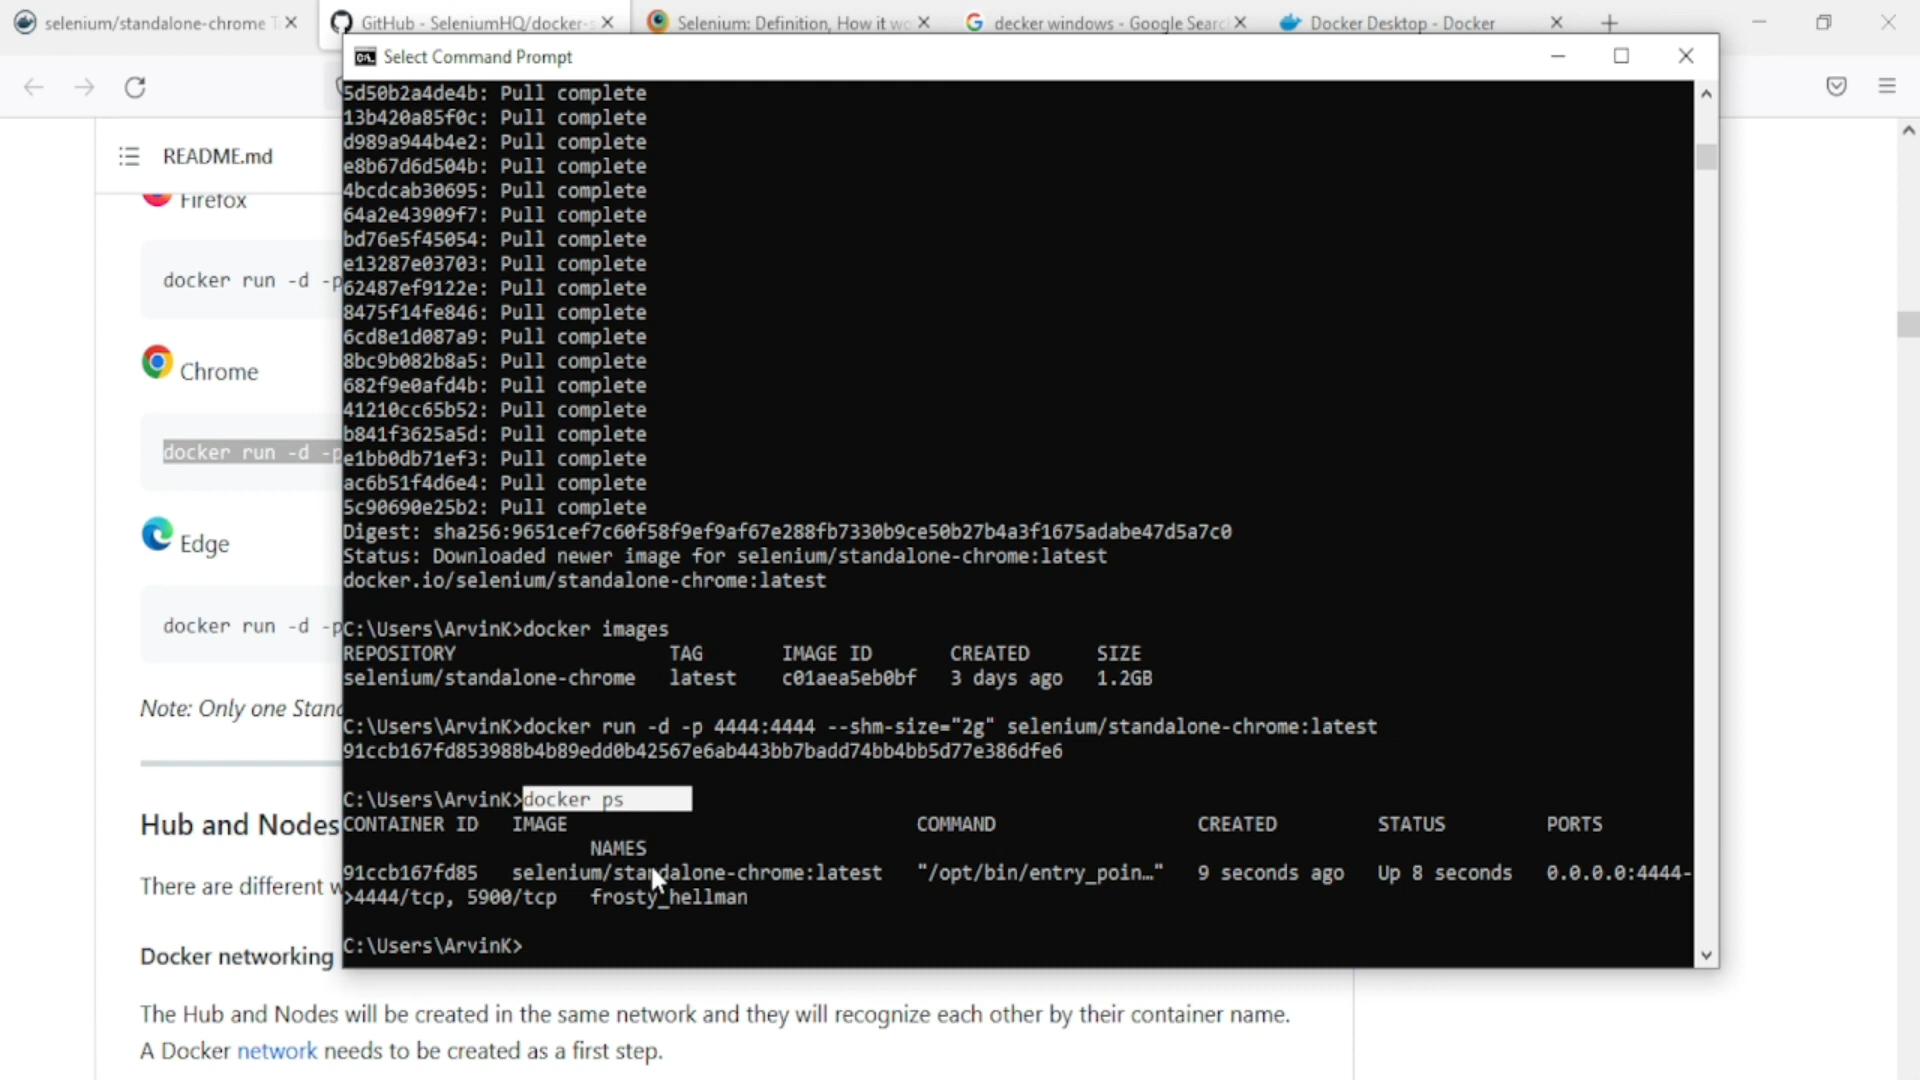 selenium/standalone-chrome
GitHub - SeleniumHQ/docker-s
Selenium: Definition, How it wo
decker windows - Google Searc
Docker Desktop - Docker
Select Command Prompt
README.md
Firefox
docker run -d -p
Chrome
docker run -d -p
Edge
docker run -d -p
Note: Only one Stand
Hub and Nodes
There are different w
Docker networking
The Hub and Nodes will be created in the same network and they will recognize each other by their container name.
A Docker network needs to be created as a first step.
5d50b2a4de4b: Pull complete
13b420a85f0c: Pull complete
d989a944b4e2: Pull complete
e8b67d6d504b: Pull complete
4bcdcab30695: Pull complete
64a2e43909f7: Pull complete
bd76e5f45054: Pull complete
e13287e03703: Pull complete
62487ef9122e: Pull complete
8475f14fe846: Pull complete
6cd8e1d087a9: Pull complete
8bc9b082b8a5: Pull complete
682f9e0afd4b: Pull complete
41210cc65b52: Pull complete
b841f3625a5d: Pull complete
e1bb0db71ef3: Pull complete
ac6b51f4d6e4: Pull complete
5c90690e25b2: Pull complete
Digest: sha256:9651cef7c60f58f9ef9af67e288fb7330b9ce50b27b4a3f1675adabe47d5a7c0
Status: Downloaded newer image for selenium/standalone-chrome:latest
docker.io/selenium/standalone-chrome:latest
C:\Users\ArvinK>docker images
REPOSITORY TAG IMAGE ID CREATED SIZE
selenium/standalone-chrome latest c01aea5eb0bf 3 days ago 1.2GB
C:\Users\ArvinK>docker run -d -p 4444:4444 --shm-size="2g" selenium/standalone-chrome:latest
91ccb167fd853988b4b89edd0b42567e6ab443bb7badd74bb4bb5d77e386dfe6
C:\Users\ArvinK>docker ps
CONTAINER ID IMAGE COMMAND CREATED STATUS PORTS
NAMES
91ccb167fd85 selenium/standalone-chrome:latest "/opt/bin/entry_poin…" 9 seconds ago Up 8 seconds 0.0.0.0:4444-
>4444/tcp, 5900/tcp frosty_hellman
C:\Users\ArvinK>